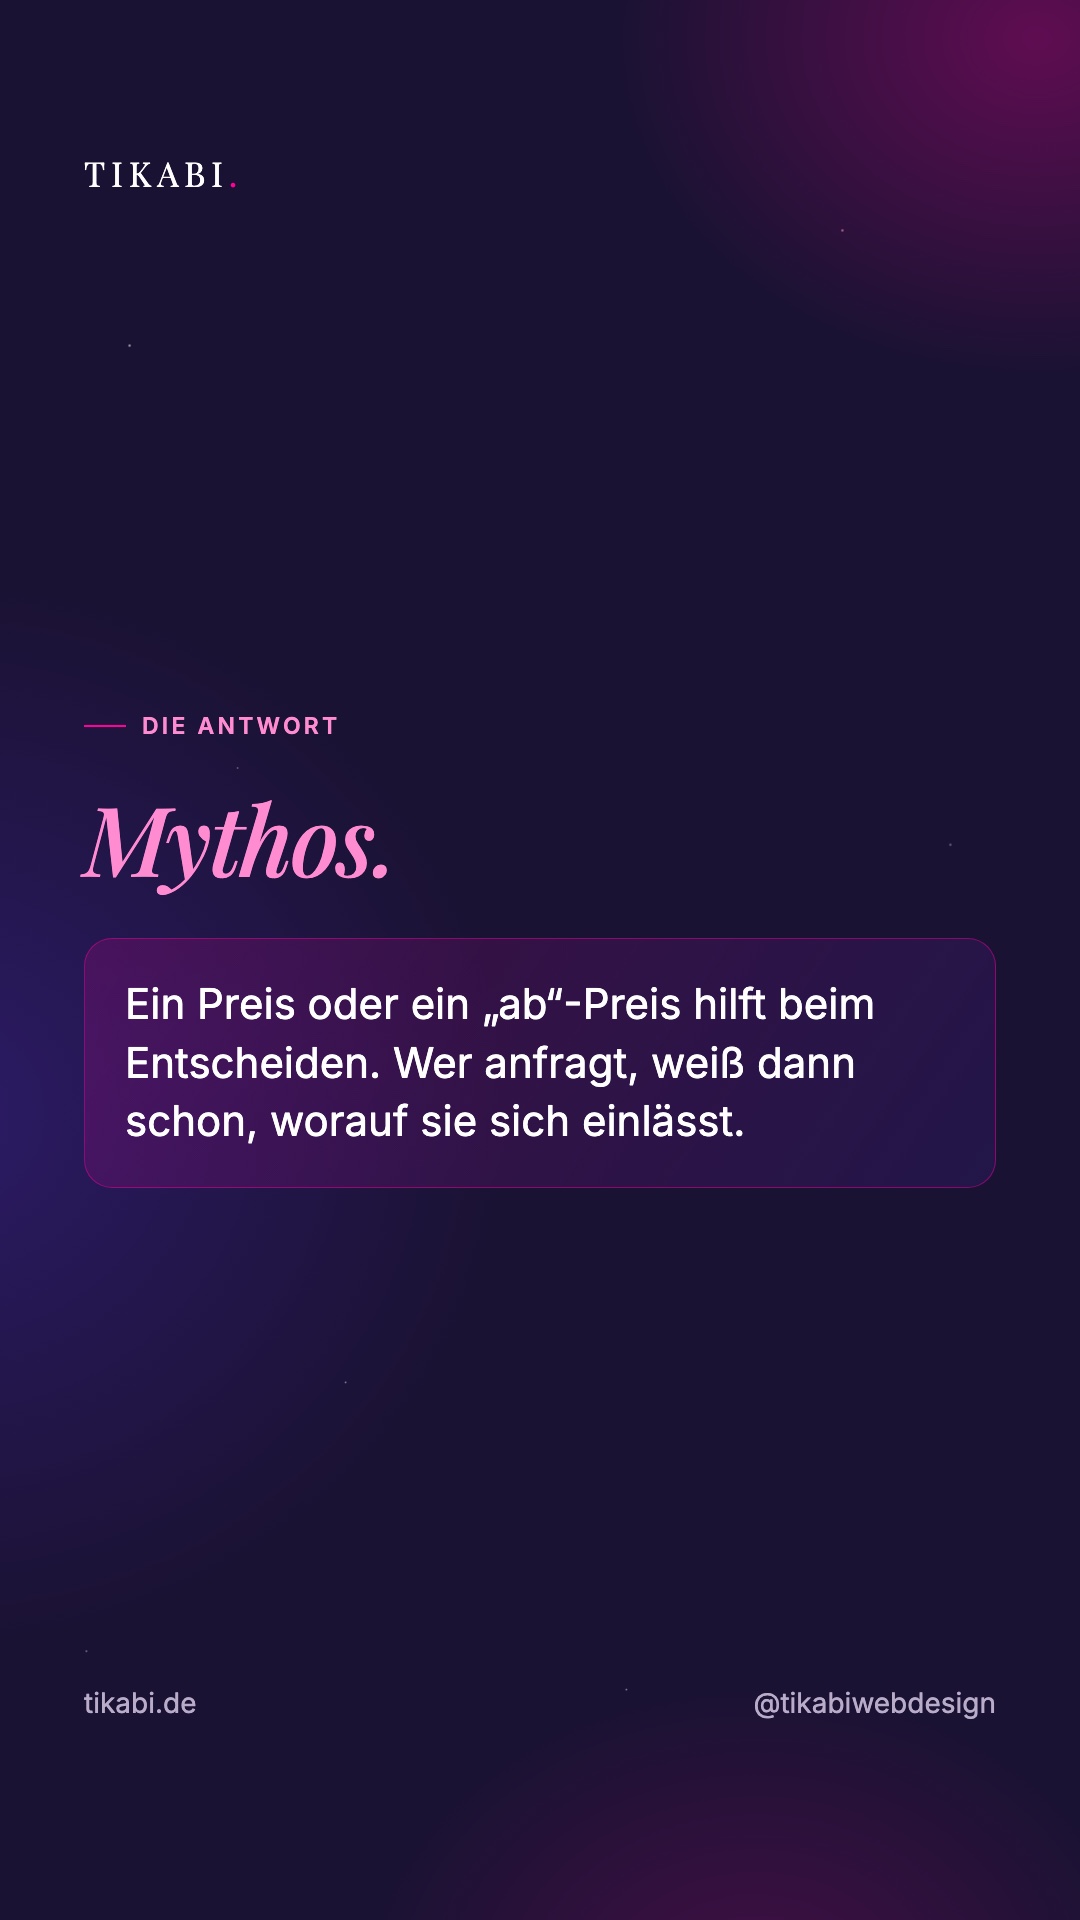 TIKABI.
DIE ANTWORT
Mythos.
Ein Preis oder ein „ab“-Preis hilft beim
Entscheiden. Wer anfragt, weiß dann
schon, worauf sie sich einlässt.
tikabi.de
@tikabiwebdesign